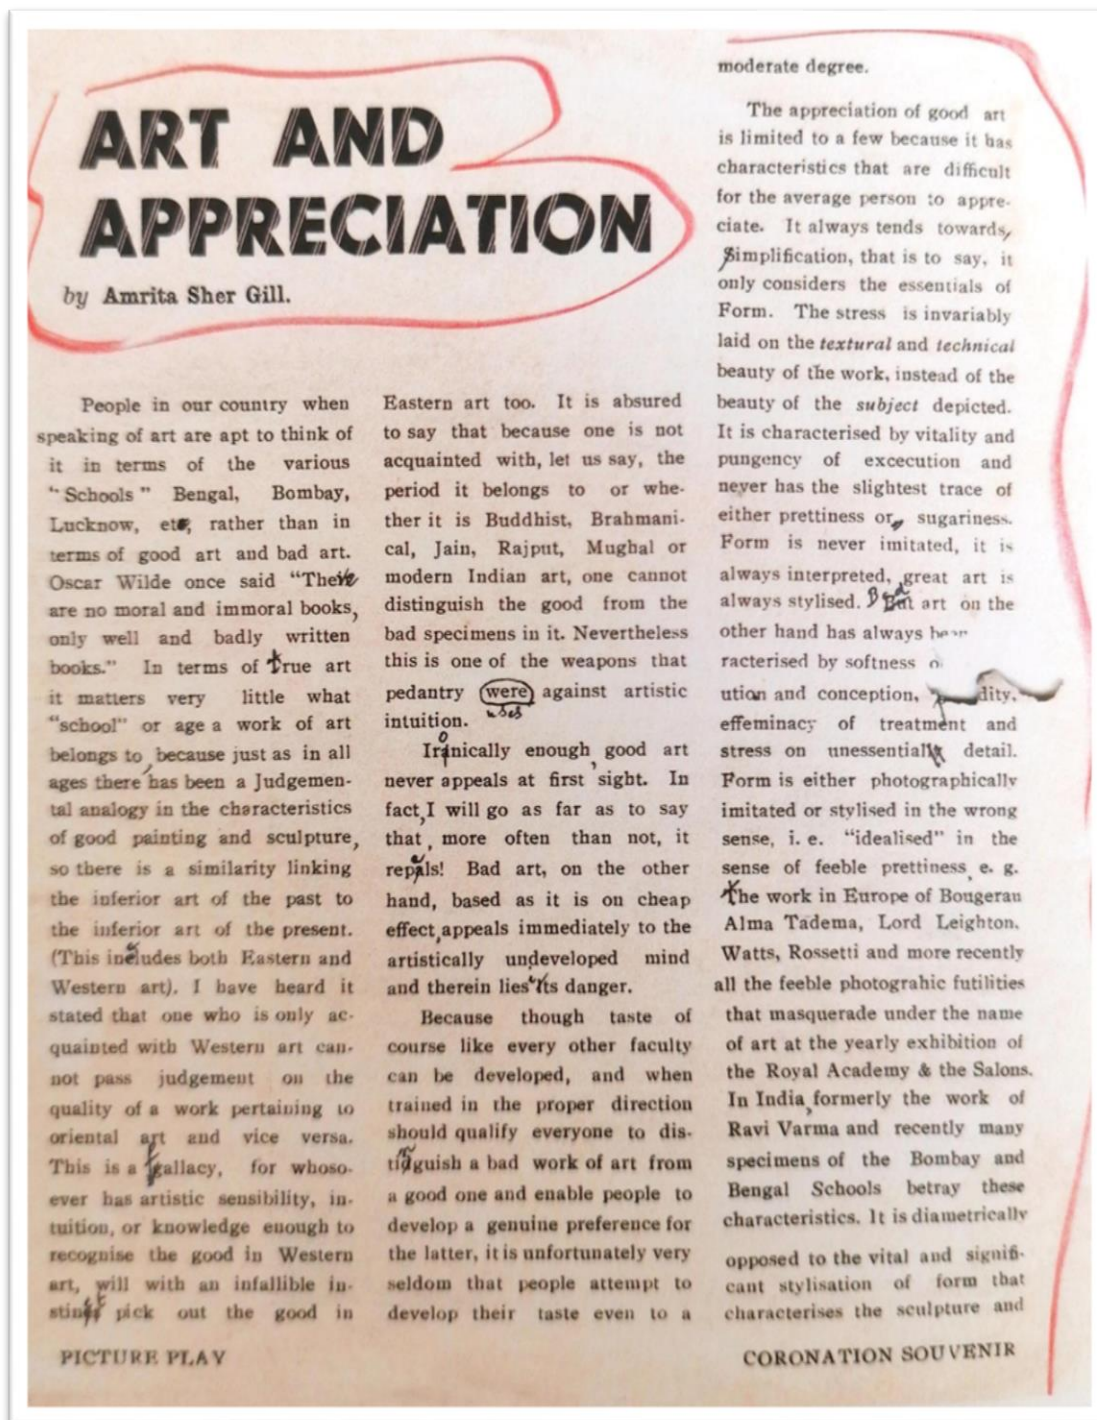 ART AND
APPRECIATION
by Amrita Sher Gill.
People in our country when
speaking of art are apt to think of
it in terms of the various
"Schools" Bengal, Bombay,
Lucknow, etc, rather than in
terms of good art and bad art.
Oscar Wilde once said "There
are no moral and immoral books,
only well and badly written
books." In terms of true art
it matters very little what
"school" or age a work of art
belongs to, because just as in all
ages there has been a Judgemen-
tal analogy in the characteristics
of good painting and sculpture,
so there is a similarity linking
the inferior art of the past to
the inferior art of the present.
(This includes both Eastern and
Western art). I have heard it
stated that one who is only ac-
quainted with Western art can-
not pass judgement on the
quality of a work pertaining to
oriental art and vice versa.
This is a fallacy, for whoso-
ever has artistic sensibility, in-
tuition, or knowledge enough to
recognise the good in Western
art, will with an infallible in-
stinct pick out the good in
Eastern art too. It is absured
to say that because one is not
acquainted with, let us say, the
period it belongs to or whe-
ther it is Buddhist, Brahmani-
cal, Jain, Rajput, Mughal or
modern Indian art, one cannot
distinguish the good from the
bad specimens in it. Nevertheless
this is one of the weapons that
pedantry were against artistic
uses
intuition.
Ironically enough, good art
never appeals at first sight. In
fact, I will go as far as to say
that, more often than not, it
repels! Bad art, on the other
hand, based as it is on cheap
effect, appeals immediately to the
artistically undeveloped mind
and therein lies its danger.
Because though taste of
course like every other faculty
can be developed, and when
trained in the proper direction
should qualify everyone to dis-
tinguish a bad work of art from
a good one and enable people to
develop a genuine preference for
the latter, it is unfortunately very
seldom that people attempt to
develop their taste even to a
moderate degree.
The appreciation of good art
is limited to a few because it has
characteristics that are difficult
for the average person to appre-
ciate. It always tends towards,
Simplification, that is to say, it
only considers the essentials of
Form. The stress is invariably
laid on the textural and technical
beauty of the work, instead of the
beauty of the subject depicted.
It is characterised by vitality and
pungency of excecution and
never has the slightest trace of
either prettiness or, sugariness.
Form is never imitated, it is
always interpreted, great art is
always stylised. Bad art on the
other hand has always
racterised by softness
ution and conception,
effeminacy of treatment and
stress on unessential detail.
Form is either photographically
imitated or stylised in the wrong
sense, i. e. "idealised" in the
sense of feeble prettiness, e. g.
the work in Europe of Bougerau
Alma Tadema, Lord Leighton,
Watts, Rossetti and more recently
all the feeble photograhic futilities
that masquerade under the name
of art at the yearly exhibition of
the Royal Academy & the Salons.
In India, formerly the work of
Ravi Varma and recently many
specimens of the Bombay and
Bengal Schools betray these
characteristics. It is diametrically
opposed to the vital and signifi-
cant stylisation of form that
characterises the sculpture and
PICTURE PLAY
CORONATION SOUVENIR